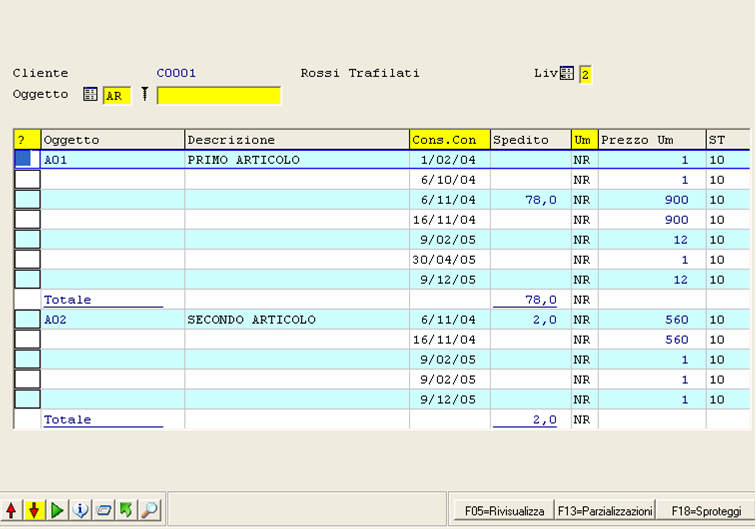 Cliente C0001 Rossi Trafilati Liv 2
Oggetto AR
? Oggetto Descrizione Cons.Con Spedito Um Prezzo Um ST
A01 PRIMO ARTICOLO 1/02/04 NR 1 10
6/10/04 NR 1 10
6/11/04 78,0 NR 900 10
16/11/04 NR 900 10
9/02/05 NR 12 10
30/04/05 NR 1 10
9/12/05 NR 12 10
Totale 78,0 NR
A02 SECONDO ARTICOLO 6/11/04 2,0 NR 560 10
16/11/04 NR 560 10
9/02/05 NR 1 10
9/02/05 NR 1 10
9/12/05 NR 1 10
Totale 2,0 NR
F05=Rivisualizza F13=Parzializzazioni F18=Sproteggi